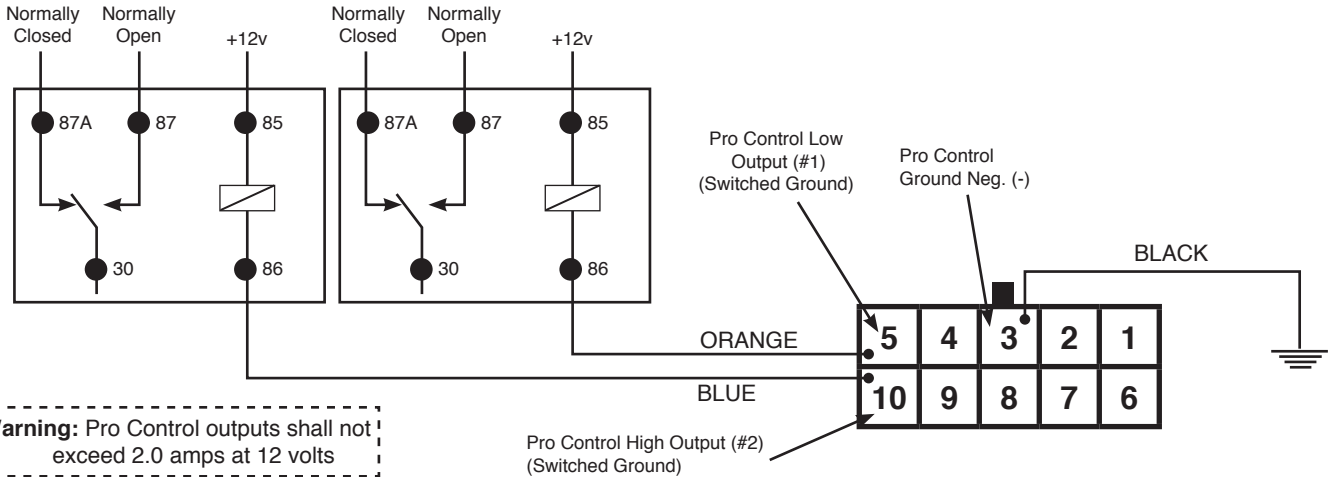 Normally
Closed
Normally
Open
+12v
Normally
Closed
Normally
Open
+12v
87A
87
85
30
86
87A
87
85
30
86
Pro Control Low
Output (#1)
(Switched Ground)
Pro Control
Ground Neg. (-)
BLACK
ORANGE
BLUE
5 4 3 2 1
10 9 8 7 6
Pro Control High Output (#2)
(Switched Ground)
arning: Pro Control outputs shall not
exceed 2.0 amps at 12 volts